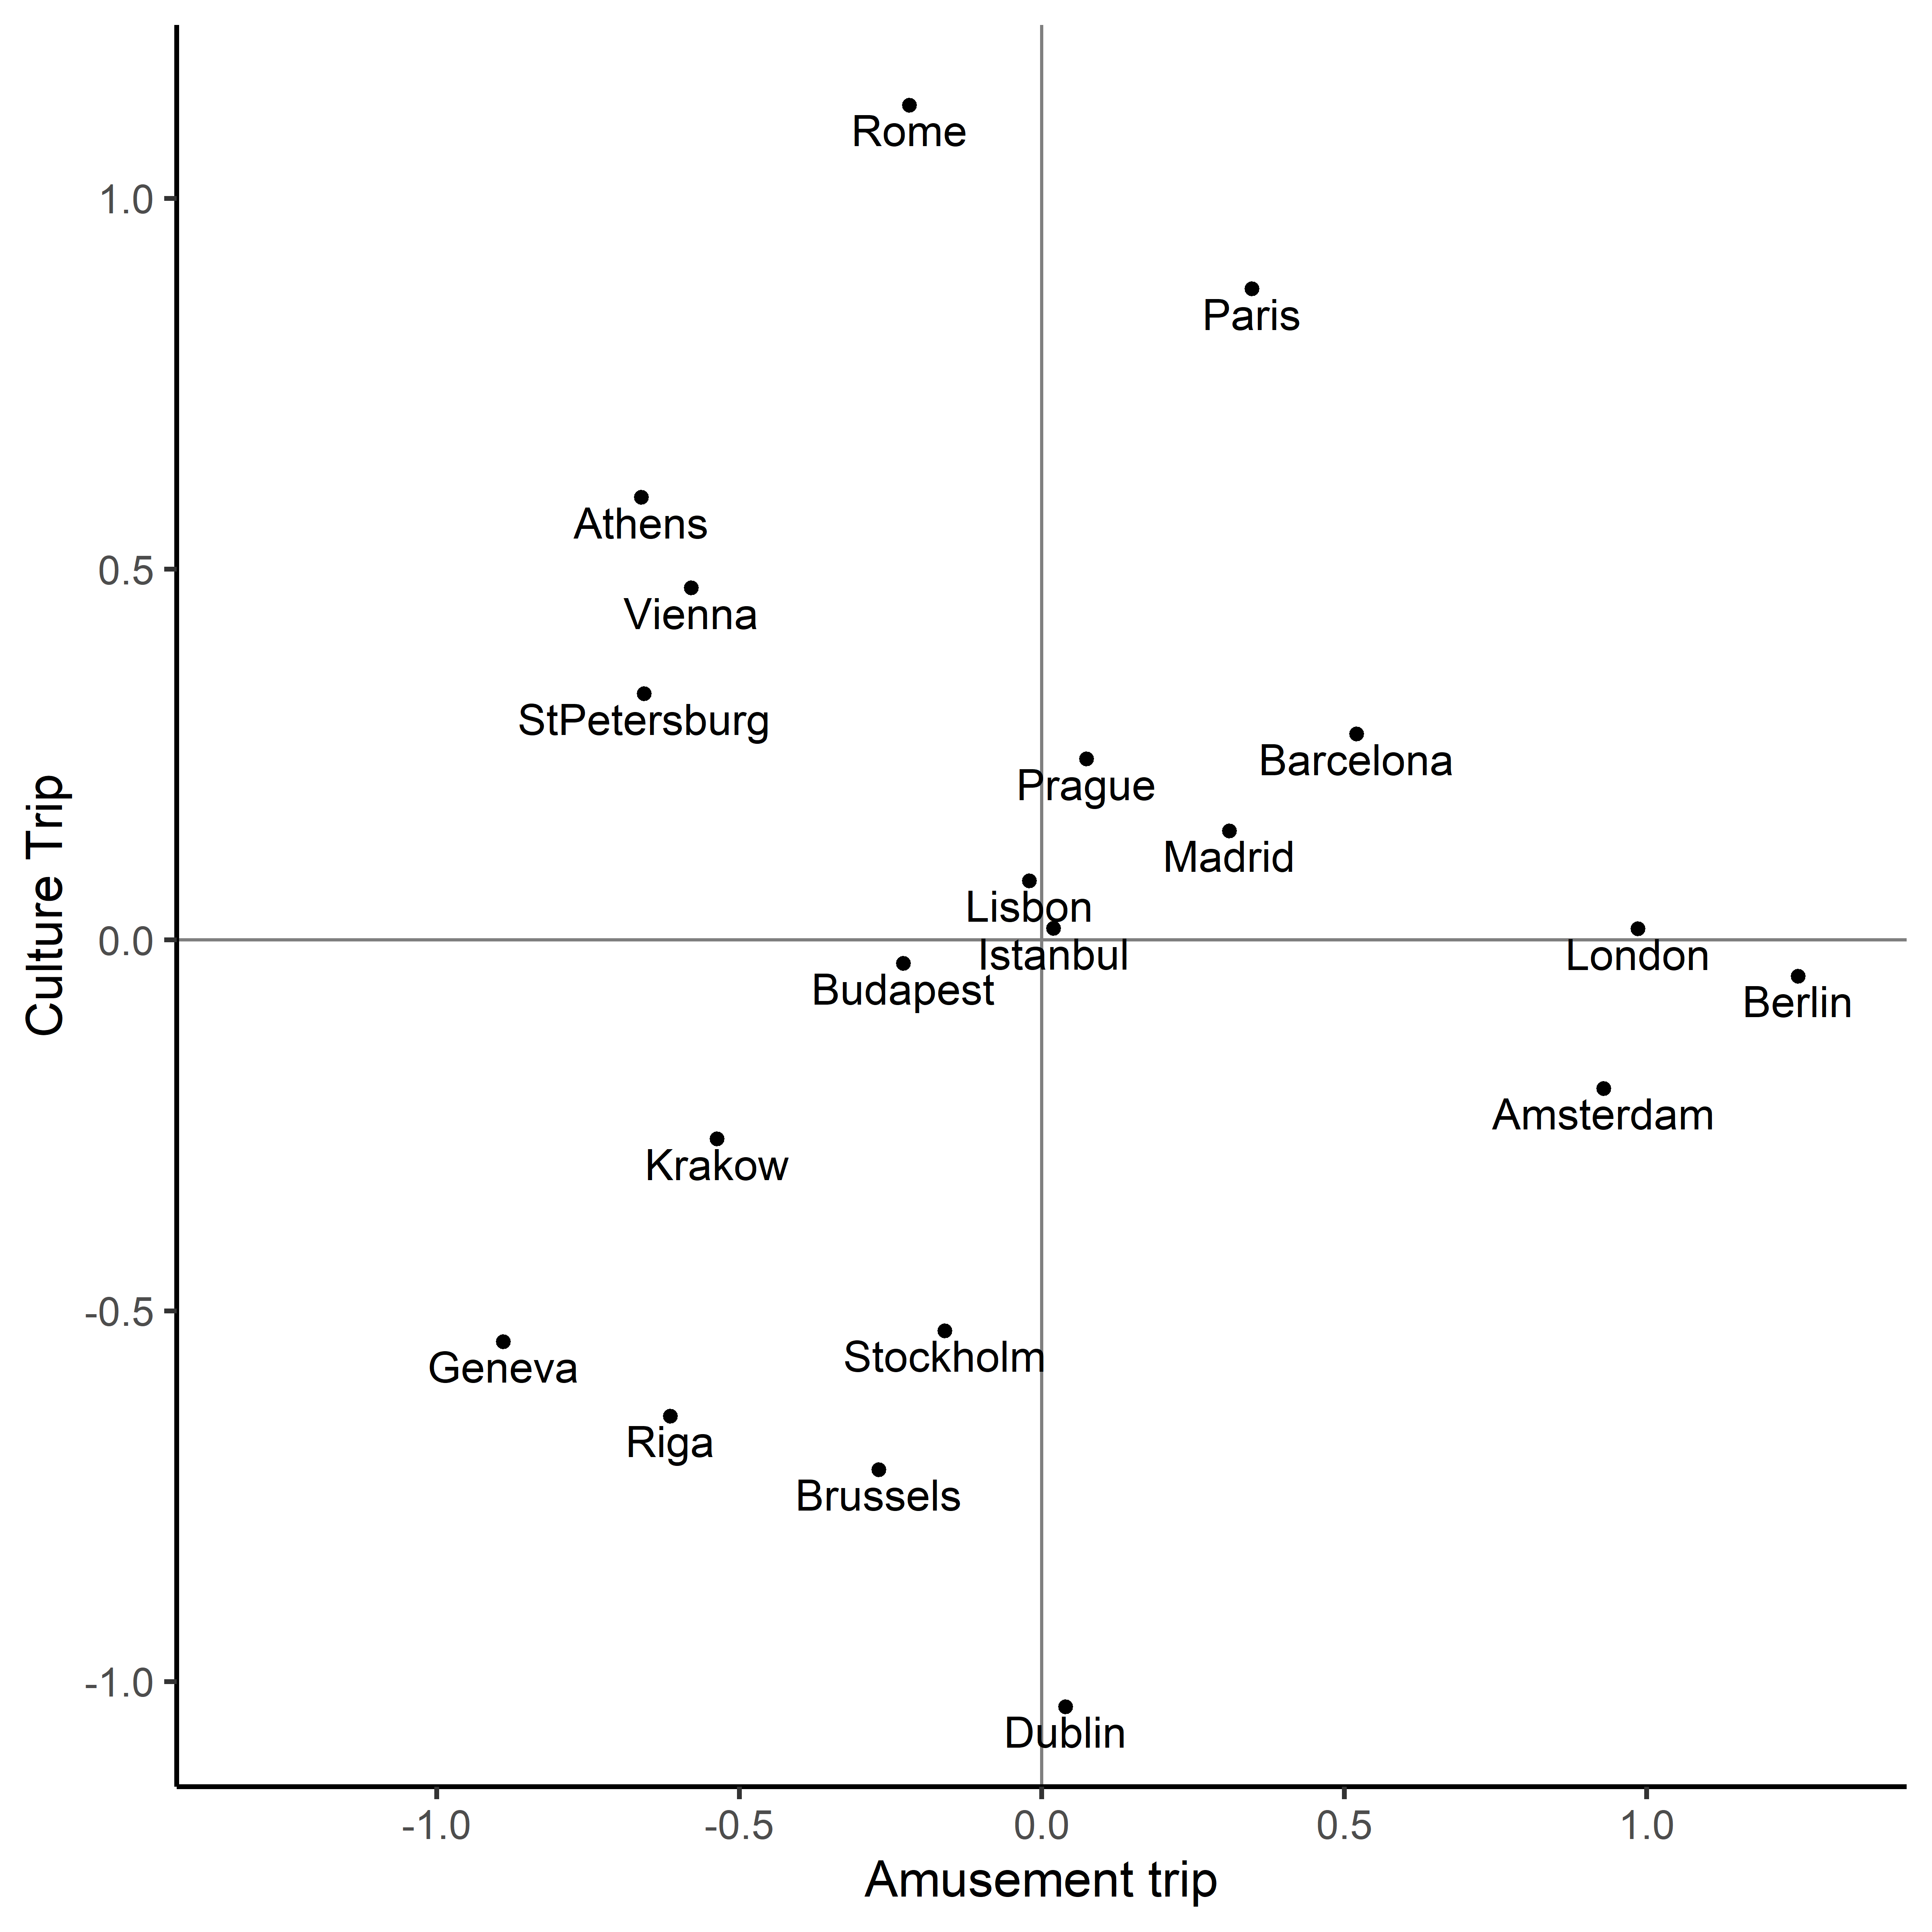 Rome
1.0
Paris
Athens
0.5
Vienna
StPetersburg
Barcelona
Prague
Madrid
Lisbon
Culture Trip
0.0
Istanbul
London
Budapest
Berlin
Amsterdam
Krakow
-0.5
Stockholm
Geneva
Riga
Brussels
-1.0
Dublin
-1.0
-0.5
0.0
0.5
1.0
Amusement trip